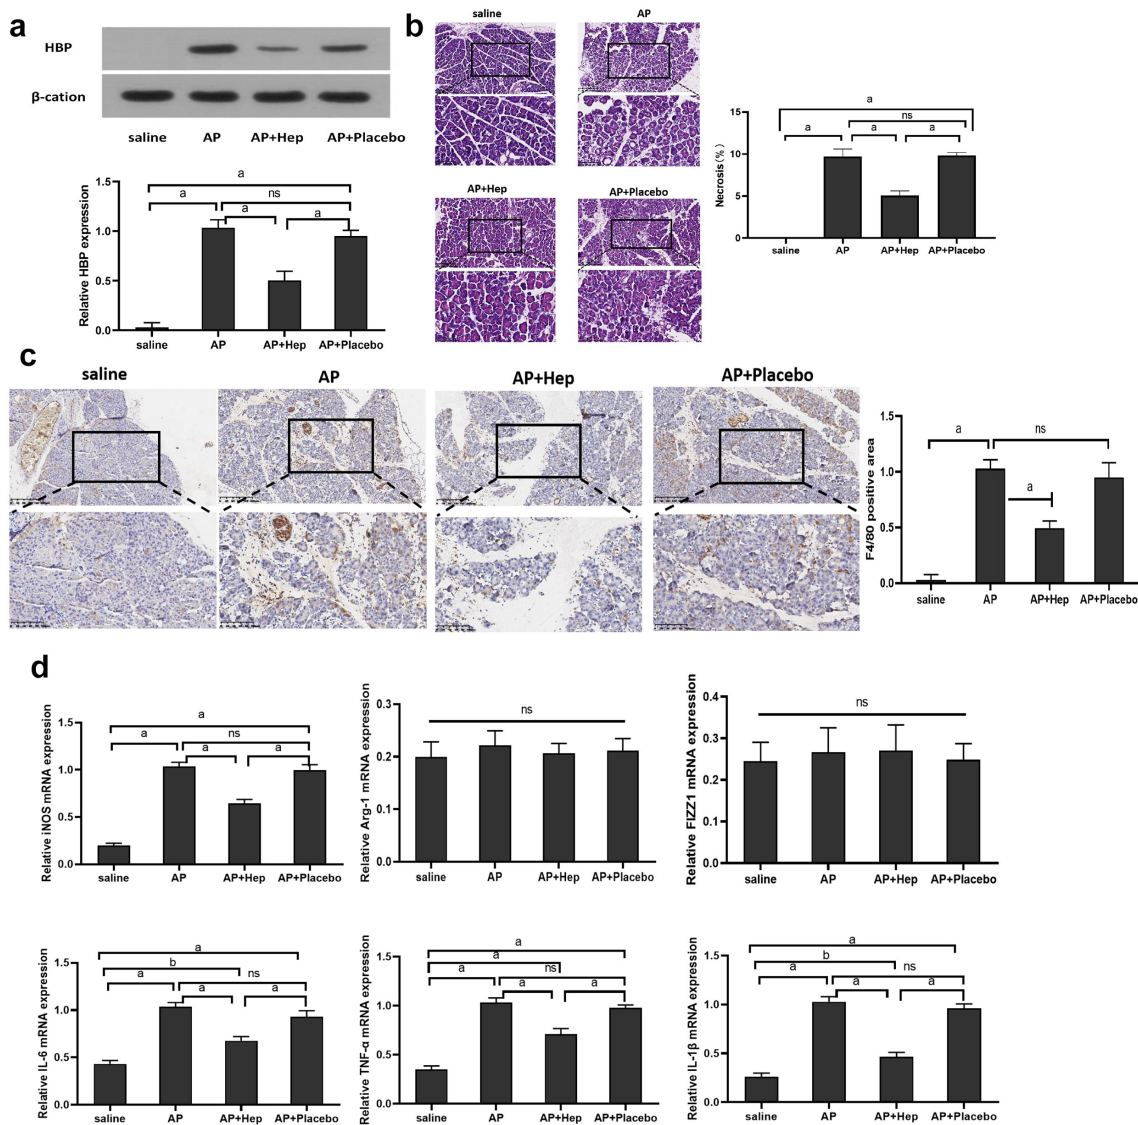 a
HBP
β-cation
saline AP AP+Hep AP+Placebo
Relative HBP expression
1.5
1.0
0.5
0.0
a
a ns
a a
saline AP AP+Hep AP+Placebo
b
saline AP
AP+Hep AP+Placebo
Necrosis(%)
15
10
5
0
a
ns
a a a
saline AP AP+Hep AP+Placebo
c
saline AP AP+Hep AP+Placebo
F4/80 positive area
1.5
1.0
0.5
0.0
a ns
a
saline AP AP+Hep AP+Placebo
d
Relative iNOS mRNA expression
1.5
1.0
0.5
0.0
a
a ns
a a
saline AP AP+Hep AP+Placebo
Relative Arg-1 mRNA expression
0.3
0.2
0.1
0.0
ns
saline AP AP+Hep AP+Placebo
Relative FIZZ1 mRNA expression
0.4
0.3
0.2
0.1
0.0
ns
saline AP AP+Hep AP+Placebo
Relative IL-6 mRNA expression
1.5
1.0
0.5
0.0
a
b
a ns
a a
saline AP AP+Hep AP+Placebo
Relative TNF-α mRNA expression
1.5
1.0
0.5
0.0
a
a
a ns
a a
saline AP AP+Hep AP+Placebo
Relative IL-1β mRNA expression
1.5
1.0
0.5
0.0
a
b
a ns
a a
saline AP AP+Hep AP+Placebo